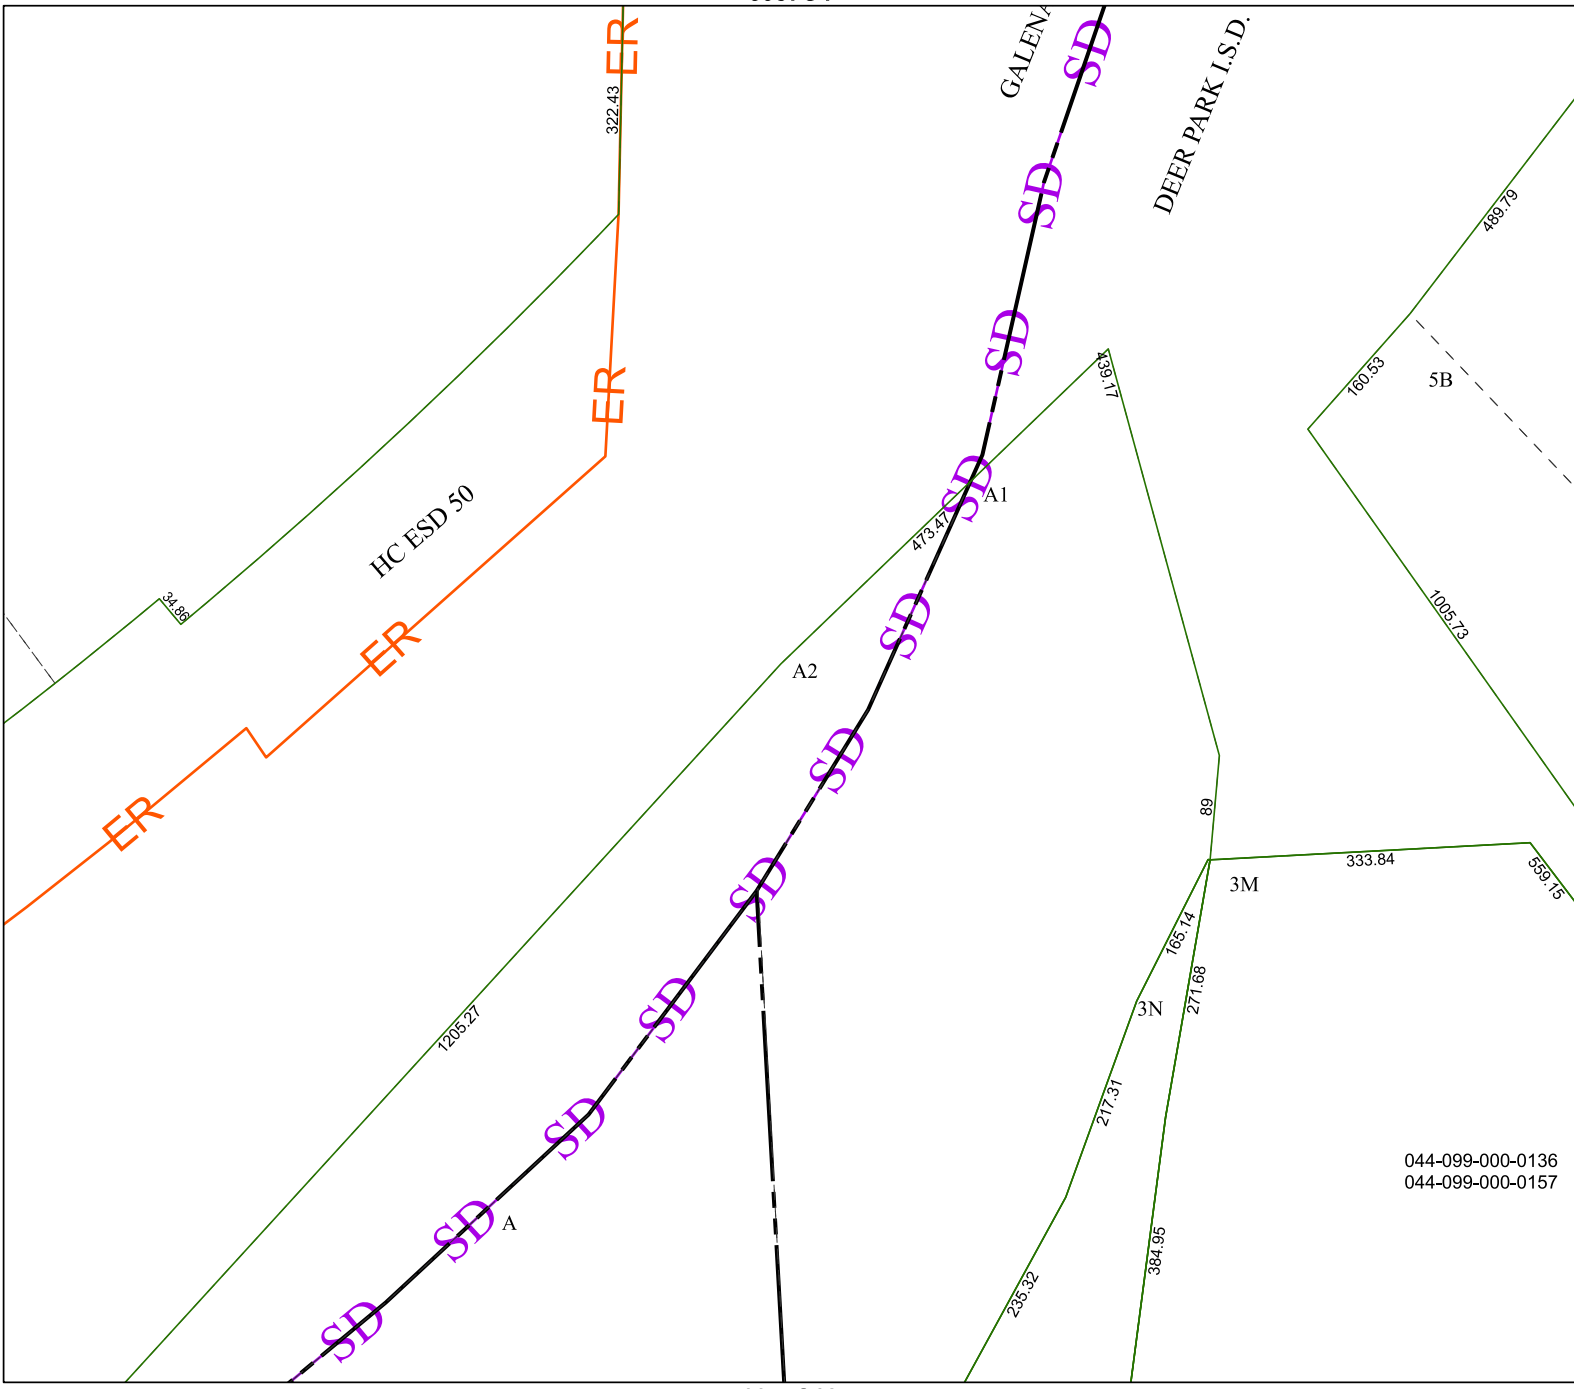 ER
322.43
GALENA
SD
DEER PARK I.S.D.
489.79
SD
SD
ER
439.17
160.53
5B
HC ESD 50
SD
A1
473.47
34.86
1005.73
ER
SD
A2
SD
ER
89
SD
333.84
3M
559.15
165.14
271.68
3N
SD
1205.27
217.31
SD
044-099-000-0136
044-099-000-0157
SD
A
384.95
235.32
SD